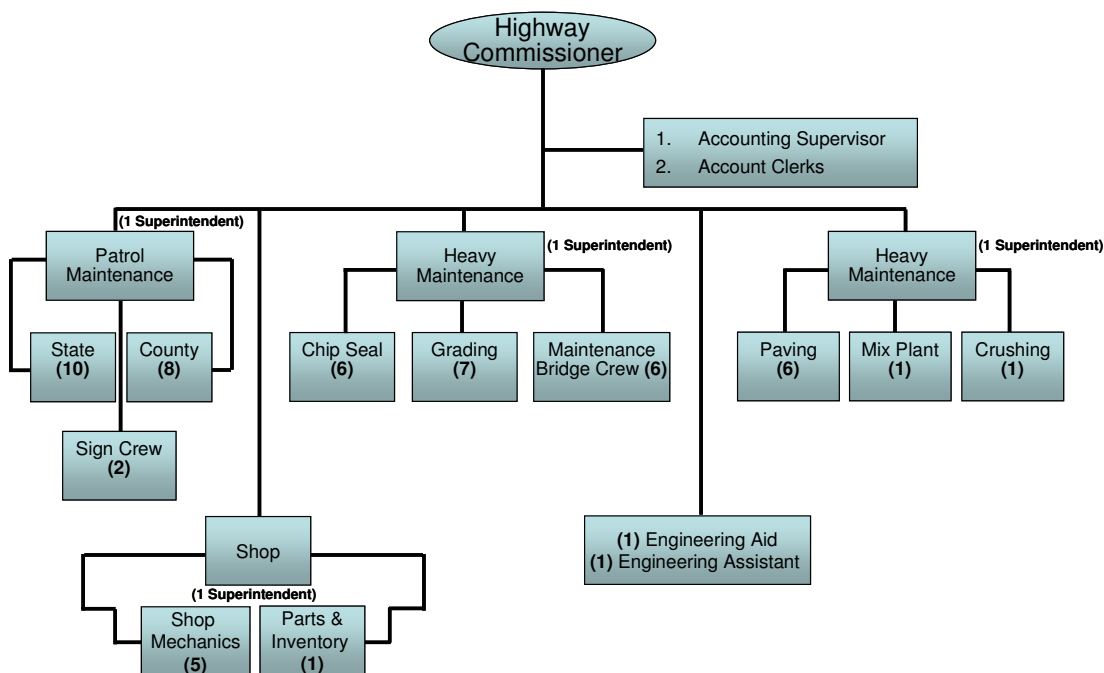 Highway
Commissioner
1. Accounting Supervisor
2. Account Clerks
(1 Superintendent)
Patrol
Maintenance
State
(10)
County
(8)
Sign Crew
(2)
(1 Superintendent)
Heavy
Maintenance
Chip Seal
(6)
Grading
(7)
Maintenance
Bridge Crew (6)
(1 Superintendent)
Heavy
Maintenance
Paving
(6)
Mix Plant
(1)
Crushing
(1)
Shop
(1 Superintendent)
Shop
Mechanics
(5)
Parts &
Inventory
(1)
(1) Engineering Aid
(1) Engineering Assistant